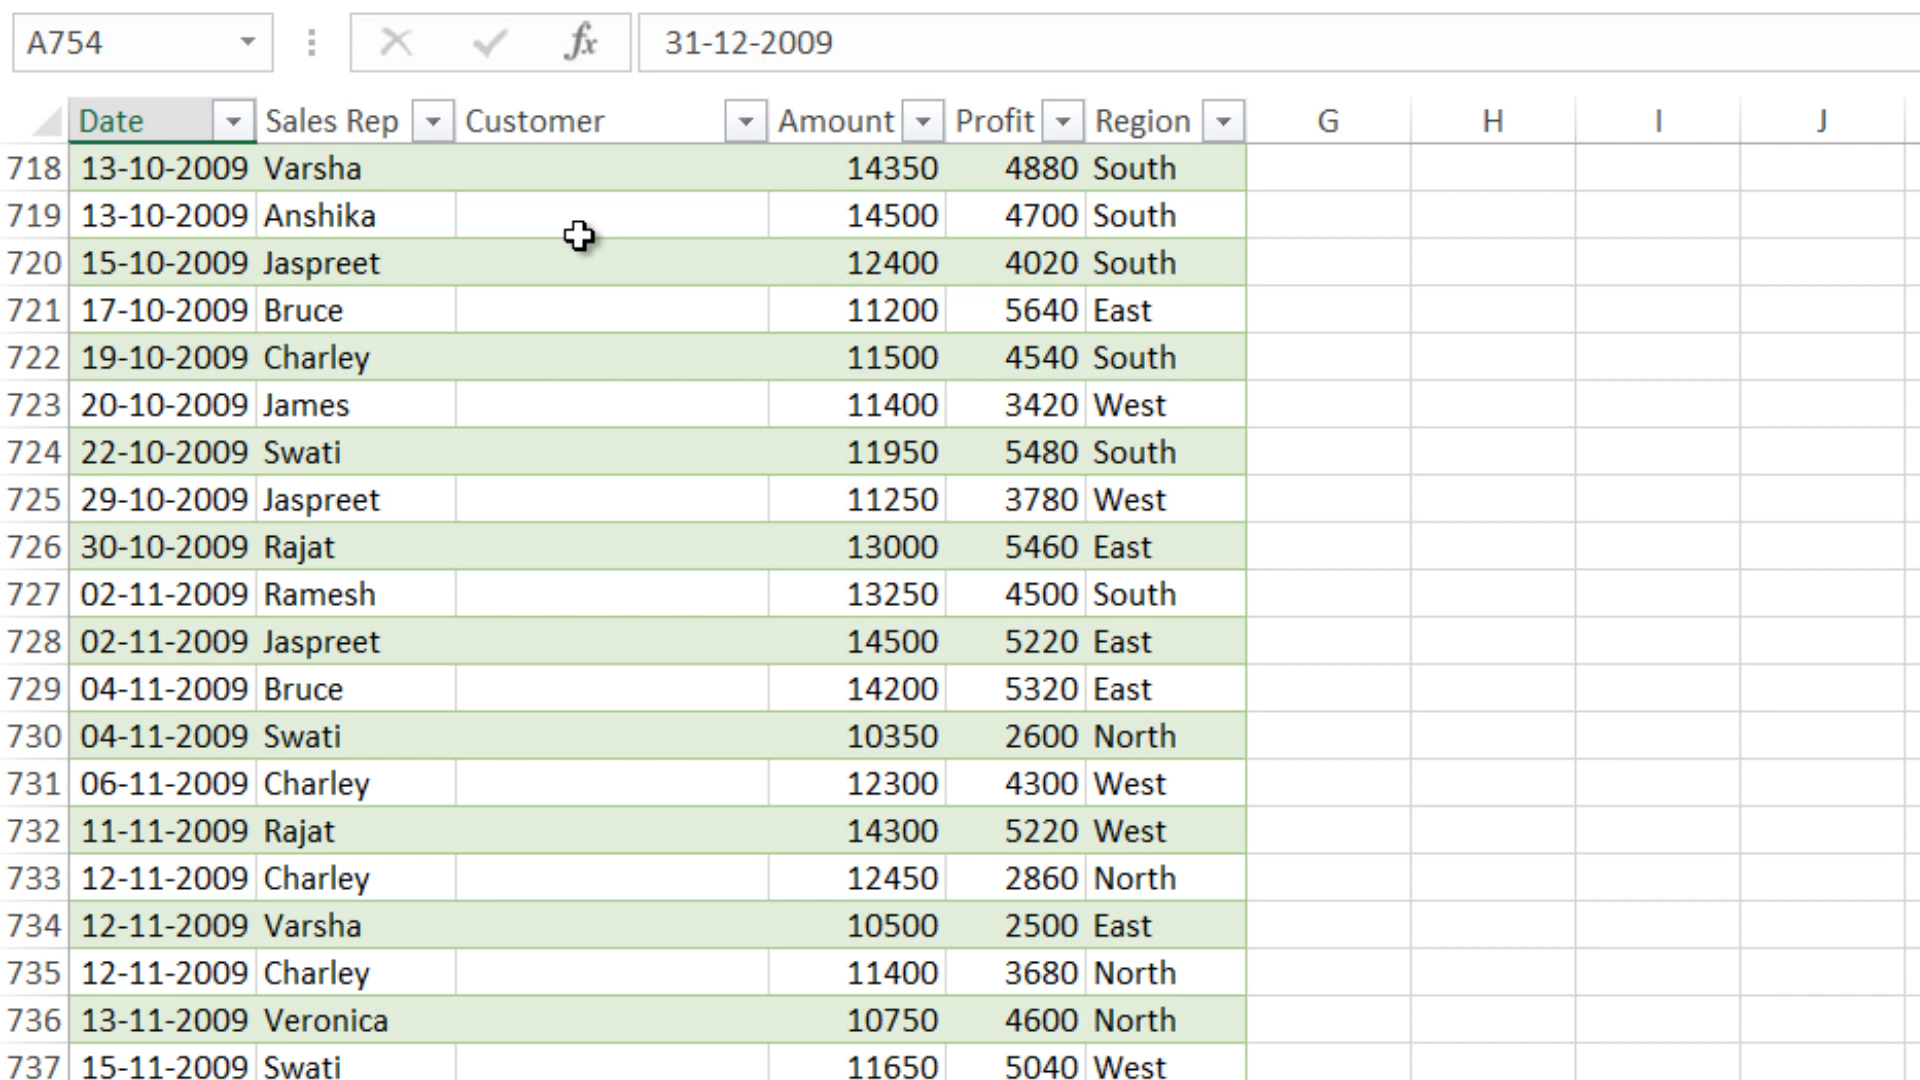 A754 fx 31-12-2009
Date Sales Rep Customer Amount Profit Region G H I J
718 13-10-2009 Varsha 14350 4880 South
719 13-10-2009 Anshika 14500 4700 South
720 15-10-2009 Jaspreet 12400 4020 South
721 17-10-2009 Bruce 11200 5640 East
722 19-10-2009 Charley 11500 4540 South
723 20-10-2009 James 11400 3420 West
724 22-10-2009 Swati 11950 5480 South
725 29-10-2009 Jaspreet 11250 3780 West
726 30-10-2009 Rajat 13000 5460 East
727 02-11-2009 Ramesh 13250 4500 South
728 02-11-2009 Jaspreet 14500 5220 East
729 04-11-2009 Bruce 14200 5320 East
730 04-11-2009 Swati 10350 2600 North
731 06-11-2009 Charley 12300 4300 West
732 11-11-2009 Rajat 14300 5220 West
733 12-11-2009 Charley 12450 2860 North
734 12-11-2009 Varsha 10500 2500 East
735 12-11-2009 Charley 11400 3680 North
736 13-11-2009 Veronica 10750 4600 North
737 15-11-2009 Swati 11650 5040 West